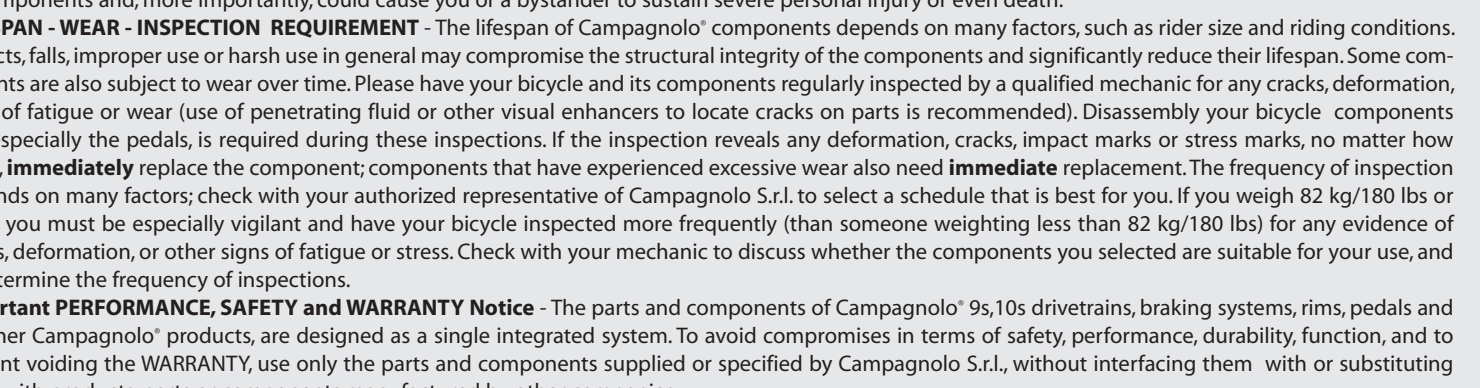 mponents and, more importantly, could cause you or a bystander to sustain severe personal injury or even death.
SPAN - WEAR - INSPECTION REQUIREMENT - The lifespan of Campagnolo® components depends on many factors, such as rider size and riding conditions.
cts, falls, improper use or harsh use in general may compromise the structural integrity of the components and significantly reduce their lifespan. Some com-
nts are also subject to wear over time. Please have your bicycle and its components regularly inspected by a qualified mechanic for any cracks, deformation,
of fatigue or wear (use of penetrating fluid or other visual enhancers to locate cracks on parts is recommended). Disassembly your bicycle components
especially the pedals, is required during these inspections. If the inspection reveals any deformation, cracks, impact marks or stress marks, no matter how
, immediately replace the component; components that have experienced excessive wear also need immediate replacement. The frequency of inspection
nds on many factors; check with your authorized representative of Campagnolo S.r.l. to select a schedule that is best for you. If you weigh 82 kg/180 lbs or
you must be especially vigilant and have your bicycle inspected more frequently (than someone weighting less than 82 kg/180 lbs) for any evidence of
s, deformation, or other signs of fatigue or stress. Check with your mechanic to discuss whether the components you selected are suitable for your use, and
termine the frequency of inspections.
rtant PERFORMANCE, SAFETY and WARRANTY Notice - The parts and components of Campagnolo® 9s,10s drivetrains, braking systems, rims, pedals and
her Campagnolo® products, are designed as a single integrated system. To avoid compromises in terms of safety, performance, durability, function, and to
nt voiding the WARRANTY, use only the parts and components supplied or specified by Campagnolo S.r.l., without interfacing them with or substituting